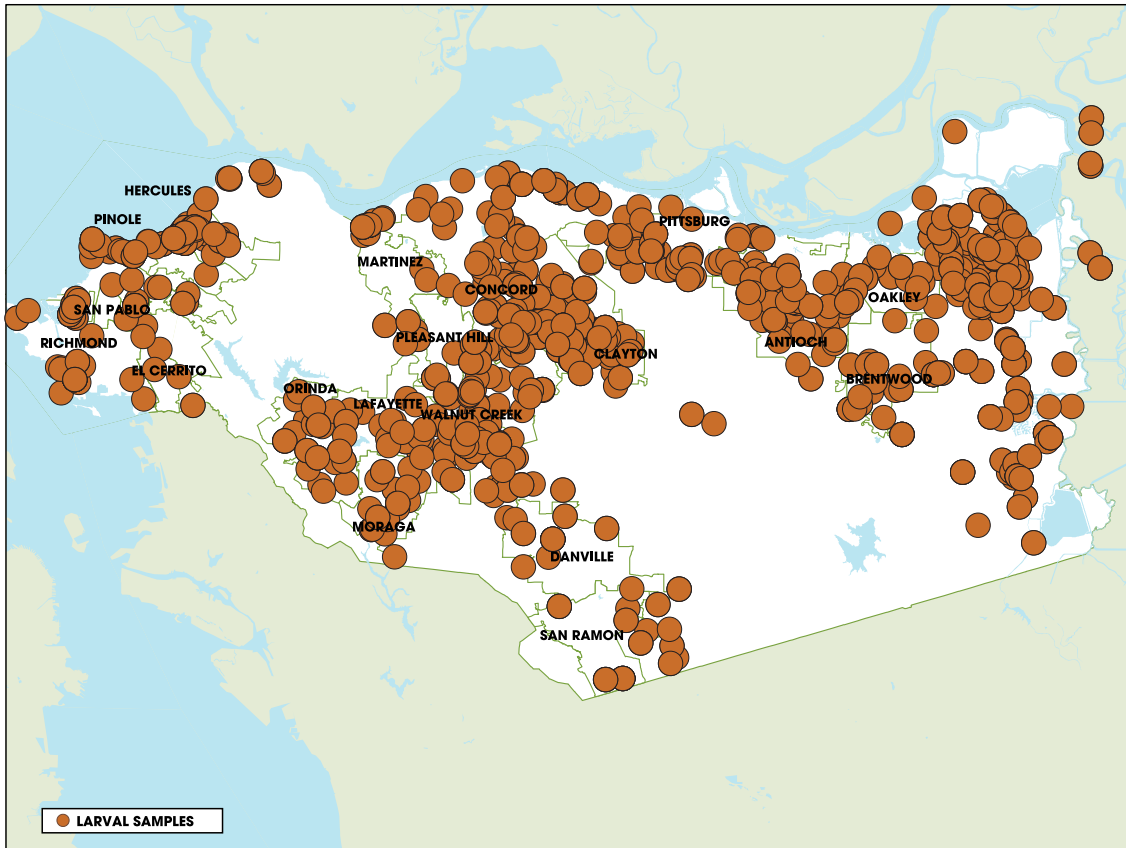 HERCULES
PINOLE
PITTSBURG
MARTINEZ
CONCORD
OAKLEY
SAN PABLO
RICHMOND
PLEASANT HILL
ANTIOCH
CLAYTON
EL CERRITO
BRENTWOOD
ORINDA
LAFAYETTE
WALNUT CREEK
MORAGA
DANVILLE
SAN RAMON
LARVAL SAMPLES